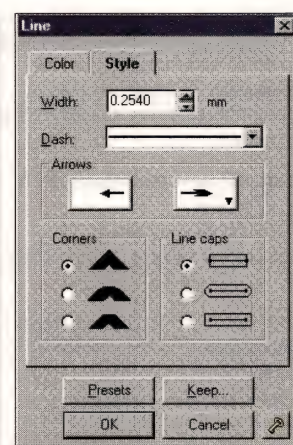 Line
Color Style
Width: 0.2540 mm
Dash:
Arrows
Corners Line caps
Presets Keep...
OK Cancel